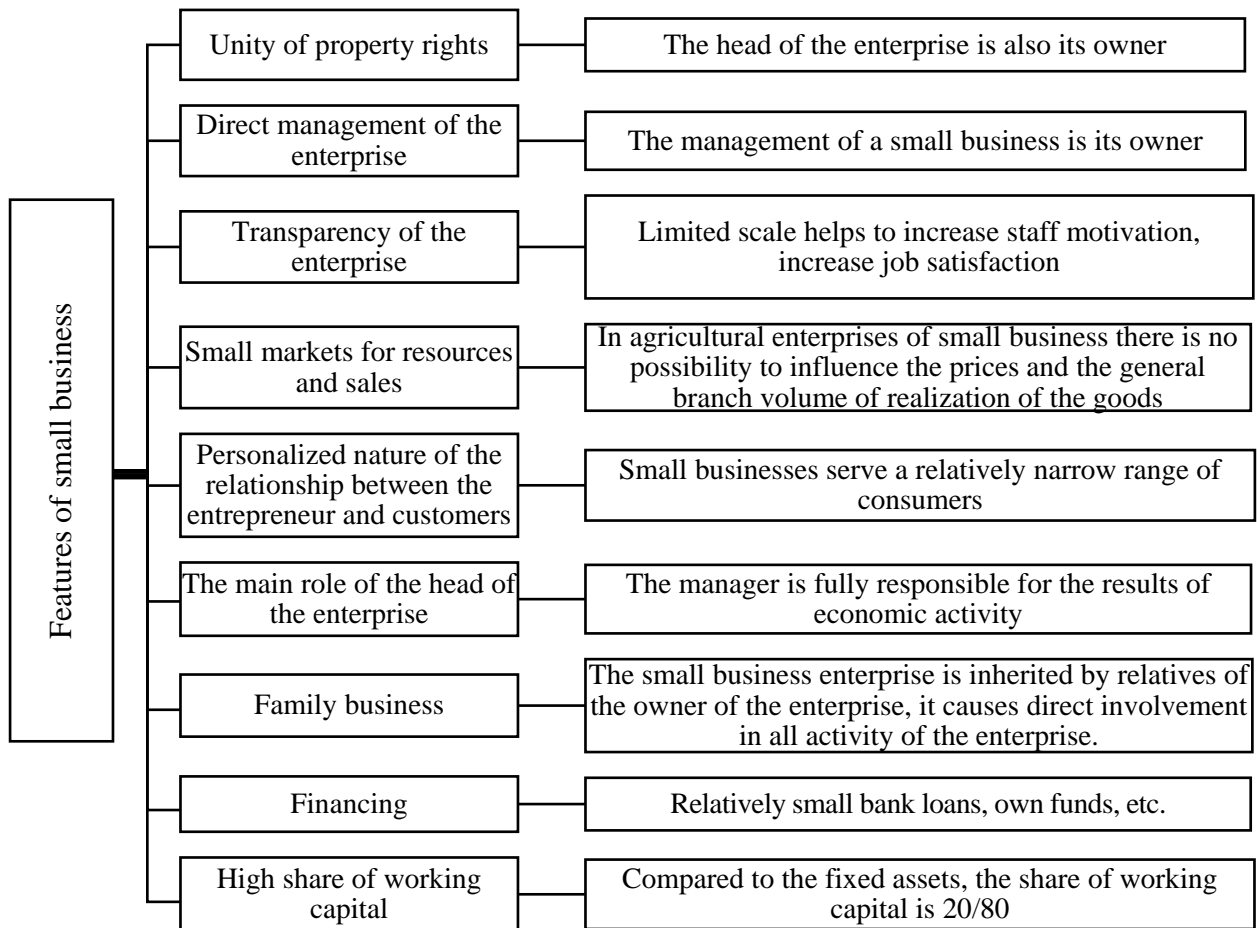 Features of small business
Unity of property rights
The head of the enterprise is also its owner
Direct management of the
enterprise
The management of a small business is its owner
Transparency of the
enterprise
Limited scale helps to increase staff motivation,
increase job satisfaction
Small markets for resources
and sales
In agricultural enterprises of small business there is no
possibility to influence the prices and the general
branch volume of realization of the goods
Personalized nature of the
relationship between the
entrepreneur and customers
Small businesses serve a relatively narrow range of
consumers
The main role of the head of
the enterprise
The manager is fully responsible for the results of
economic activity
Family business
The small business enterprise is inherited by relatives of
the owner of the enterprise, it causes direct involvement
in all activity of the enterprise.
Financing
Relatively small bank loans, own funds, etc.
High share of working
capital
Compared to the fixed assets, the share of working
capital is 20/80